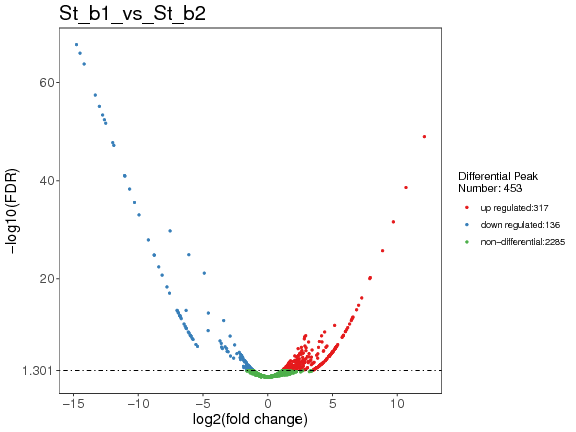 St_b1_vs_St_b2
−log10(FDR)
60
40
20
1.301
−15
−10
−5
0
5
10
log2(fold change)
Differential Peak
Number: 453
up regulated:317
down regulated:136
non−differential:2285